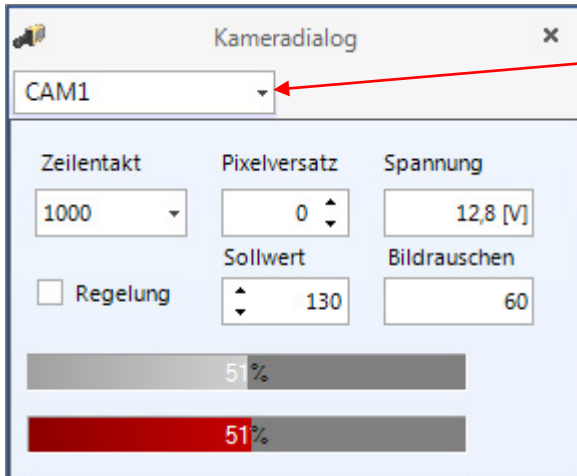 Kameradialog
CAM1
Zeilentakt Pixelversatz Spannung
1000 0 12,8 [V]
Sollwert Bildrauschen
Regelung 130 60
51%
51%